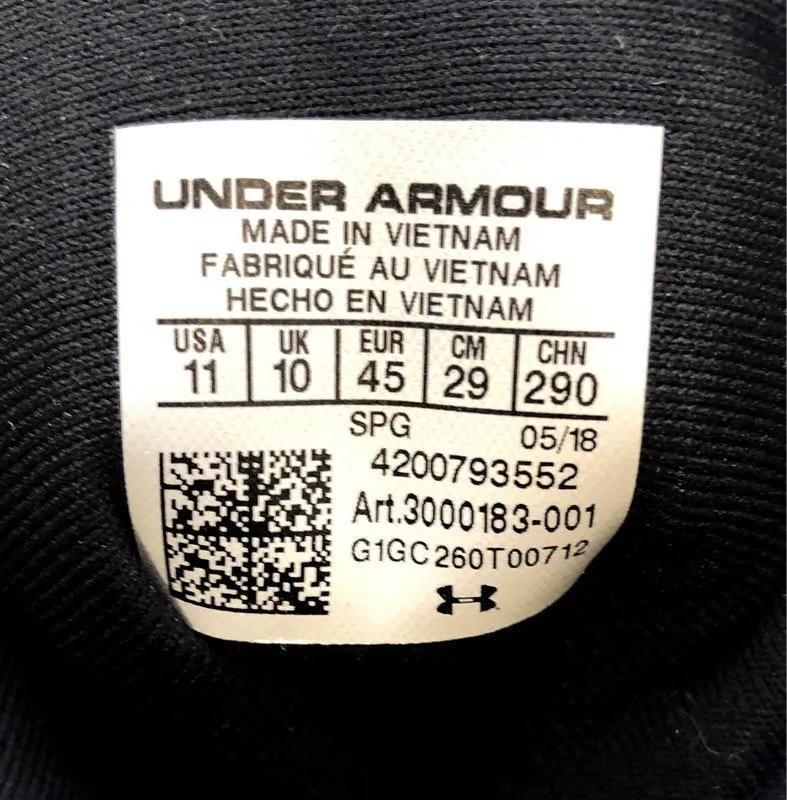 UNDER ARMOUR
MADE IN VIETNAM
FABRIQUÉ AU VIETNAM
HECHO EN VIETNAM
USA UK EUR CM CHN
11 10 45 29 290
SPG 05/18
4200793552
Art.3000183-001
G1GC260T00712